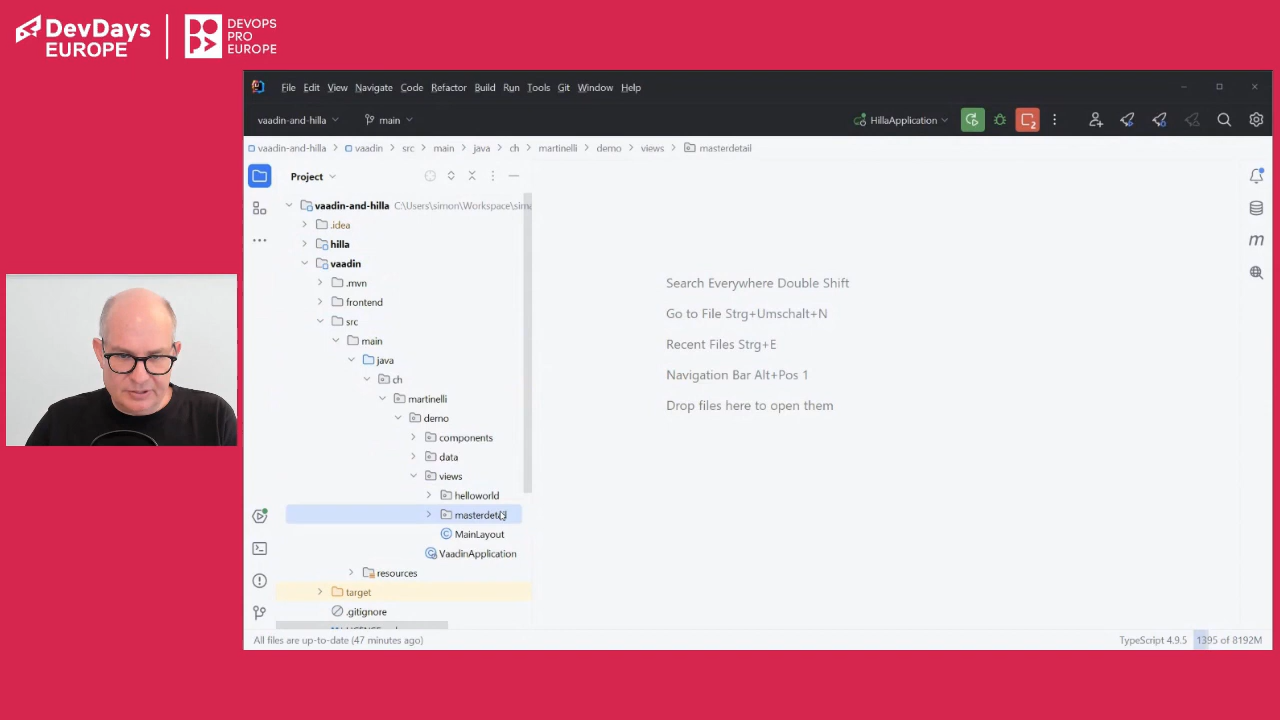 DevDays
EUROPE
DEVOPS
PRO
EUROPE
File Edit View Navigate Code Refactor Build Run Tools Git Window Help
vaadin-and-hilla main HillaApplication 2
vaadin-and-hilla vaadin src main java ch martinelli demo views masterdetail
Project
vaadin-and-hilla C:\Users\simon\Workspace\sim
.idea
hilla
vaadin
.mvn
frontend
src
main
java
ch
martinelli
demo
components
data
views
helloworld
masterdetail
MainLayout
VaadinApplication
resources
target
.gitignore
Search Everywhere Double Shift
Go to File Strg+Umschalt+N
Recent Files Strg+E
Navigation Bar Alt+Pos 1
Drop files here to open them
All files are up-to-date (47 minutes ago)
TypeScript 4.9.5 1395 of 8192M